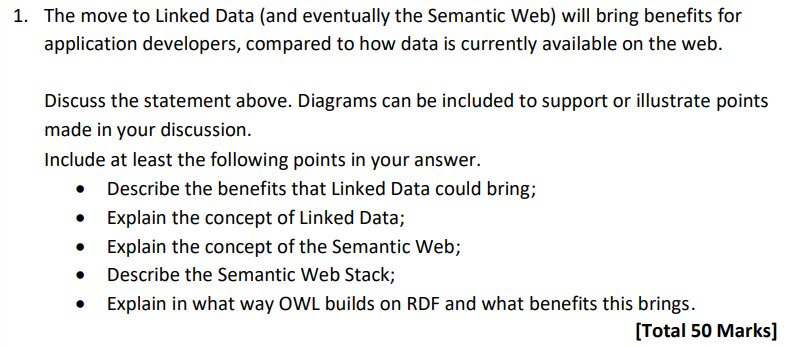 1. The move to Linked Data (and eventually the Semantic Web) will bring benefits for
application developers, compared to how data is currently available on the web.
Discuss the statement above. Diagrams can be included to support or illustrate points
made in your discussion.
Include at least the following points in your answer.
• Describe the benefits that Linked Data could bring;
• Explain the concept of Linked Data;
• Explain the concept of the Semantic Web;
• Describe the Semantic Web Stack;
• Explain in what way OWL builds on RDF and what benefits this brings.
[Total 50 Marks]